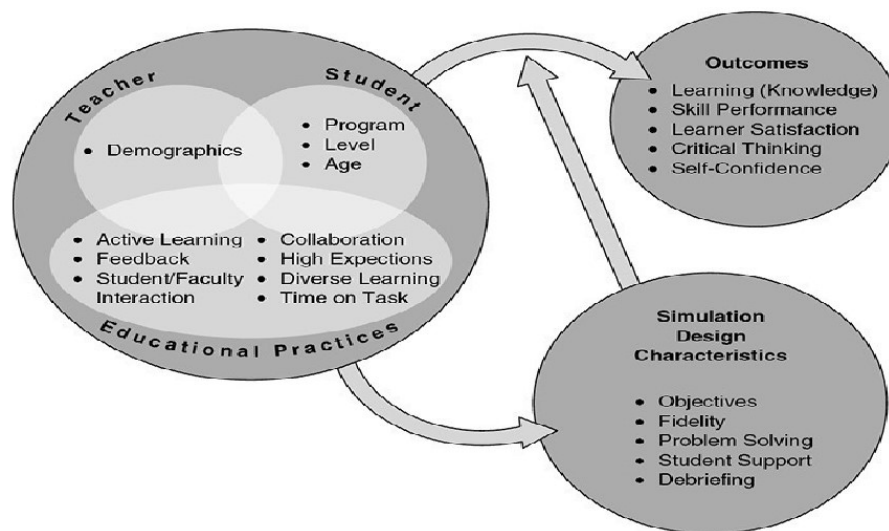 Teacher
Student
• Demographics
• Program
• Level
• Age
• Active Learning
• Feedback
• Student/Faculty
Interaction
• Collaboration
• High Expections
• Diverse Learning
• Time on Task
Educational Practices
Outcomes
• Learning (Knowledge)
• Skill Performance
• Learner Satisfaction
• Critical Thinking
• Self-Confidence
Simulation
Design
Characteristics
• Objectives
• Fidelity
• Problem Solving
• Student Support
• Debriefing